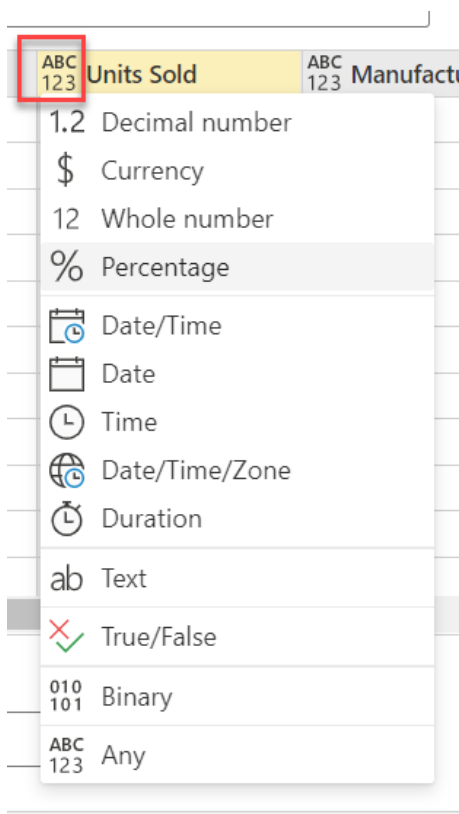 ABC
123 Units Sold
ABC
123 Manufactu
1.2 Decimal number
$ Currency
12 Whole number
% Percentage
Date/Time
Date
Time
Date/Time/Zone
Duration
ab Text
True/False
010
101 Binary
ABC
123 Any